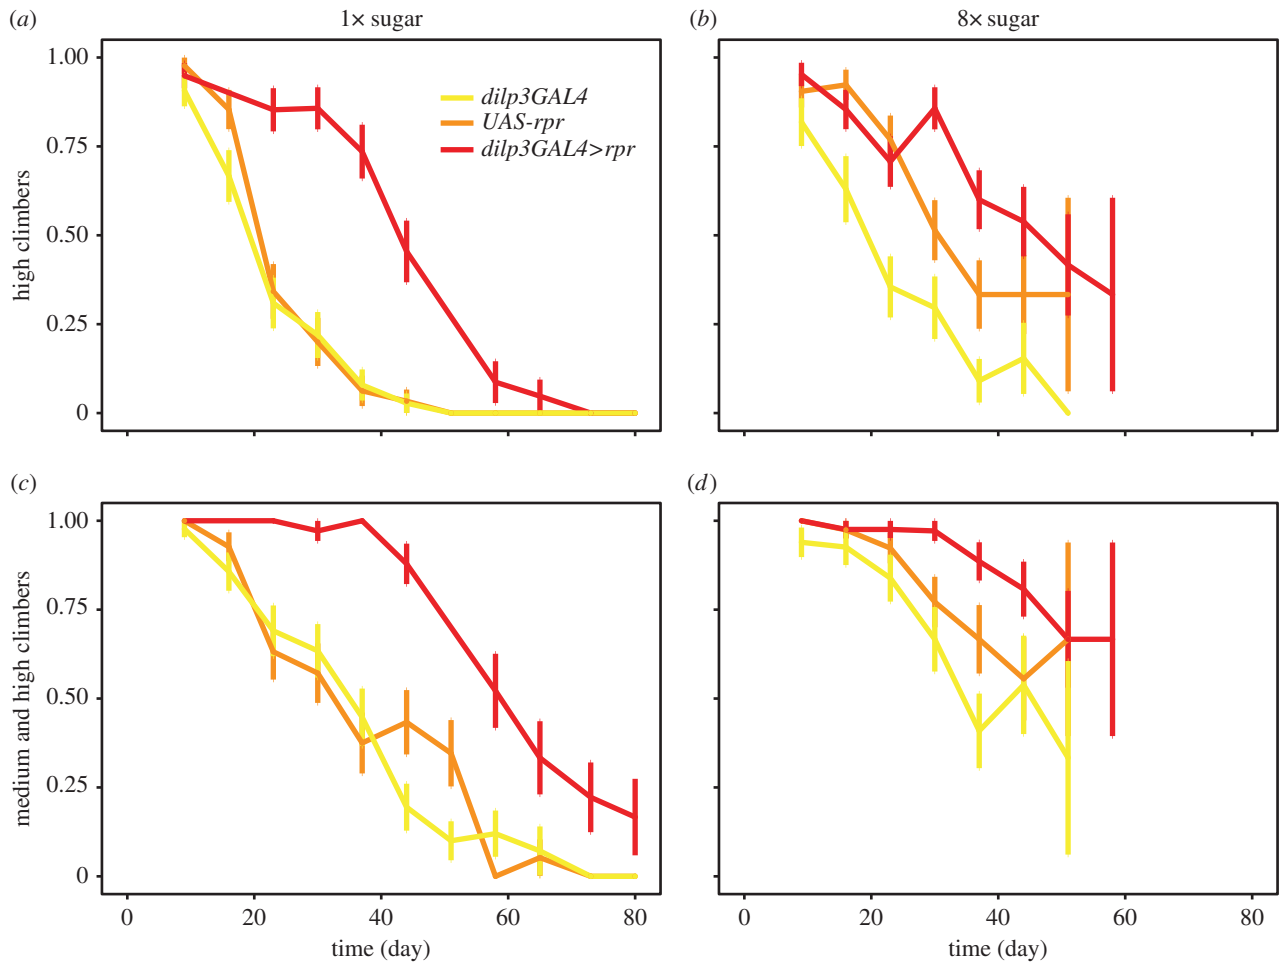 (a) 1× sugar
(b) 8× sugar
1.00
0.75
0.50
0.25
0
high climbers
dilp3GAL4
UAS-rpr
dilp3GAL4>rpr
(c)
(d)
1.00
0.75
0.50
0.25
0
medium and high climbers
0 20 40 60 80
0 20 40 60 80
time (day)
time (day)